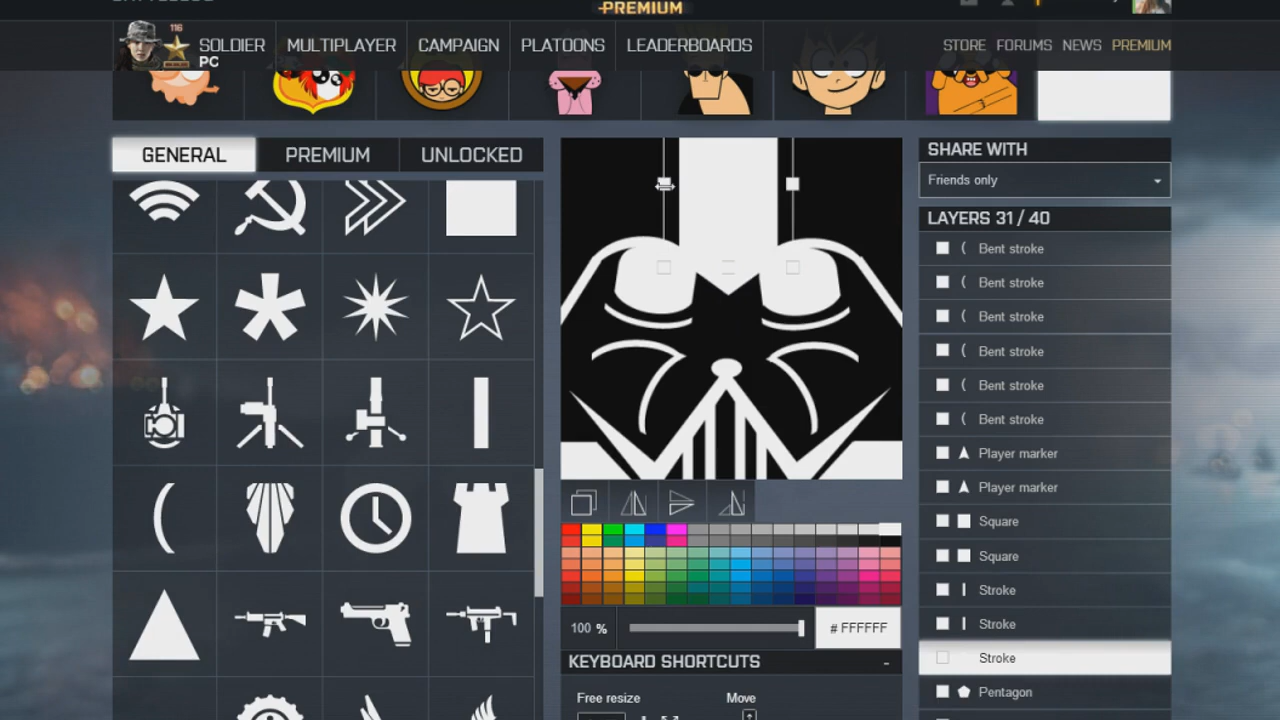 PREMIUM
116
SOLDIER
PC
MULTIPLAYER
CAMPAIGN
PLATOONS
LEADERBOARDS
STORE
FORUMS
NEWS
PREMIUM
GENERAL
PREMIUM
UNLOCKED
SHARE WITH
Friends only
LAYERS 31 / 40
Bent stroke
Bent stroke
Bent stroke
Bent stroke
Bent stroke
Bent stroke
Player marker
Player marker
Square
Square
Stroke
Stroke
Stroke
Pentagon
100 %
# FFFFFF
KEYBOARD SHORTCUTS -
Free resize
Move